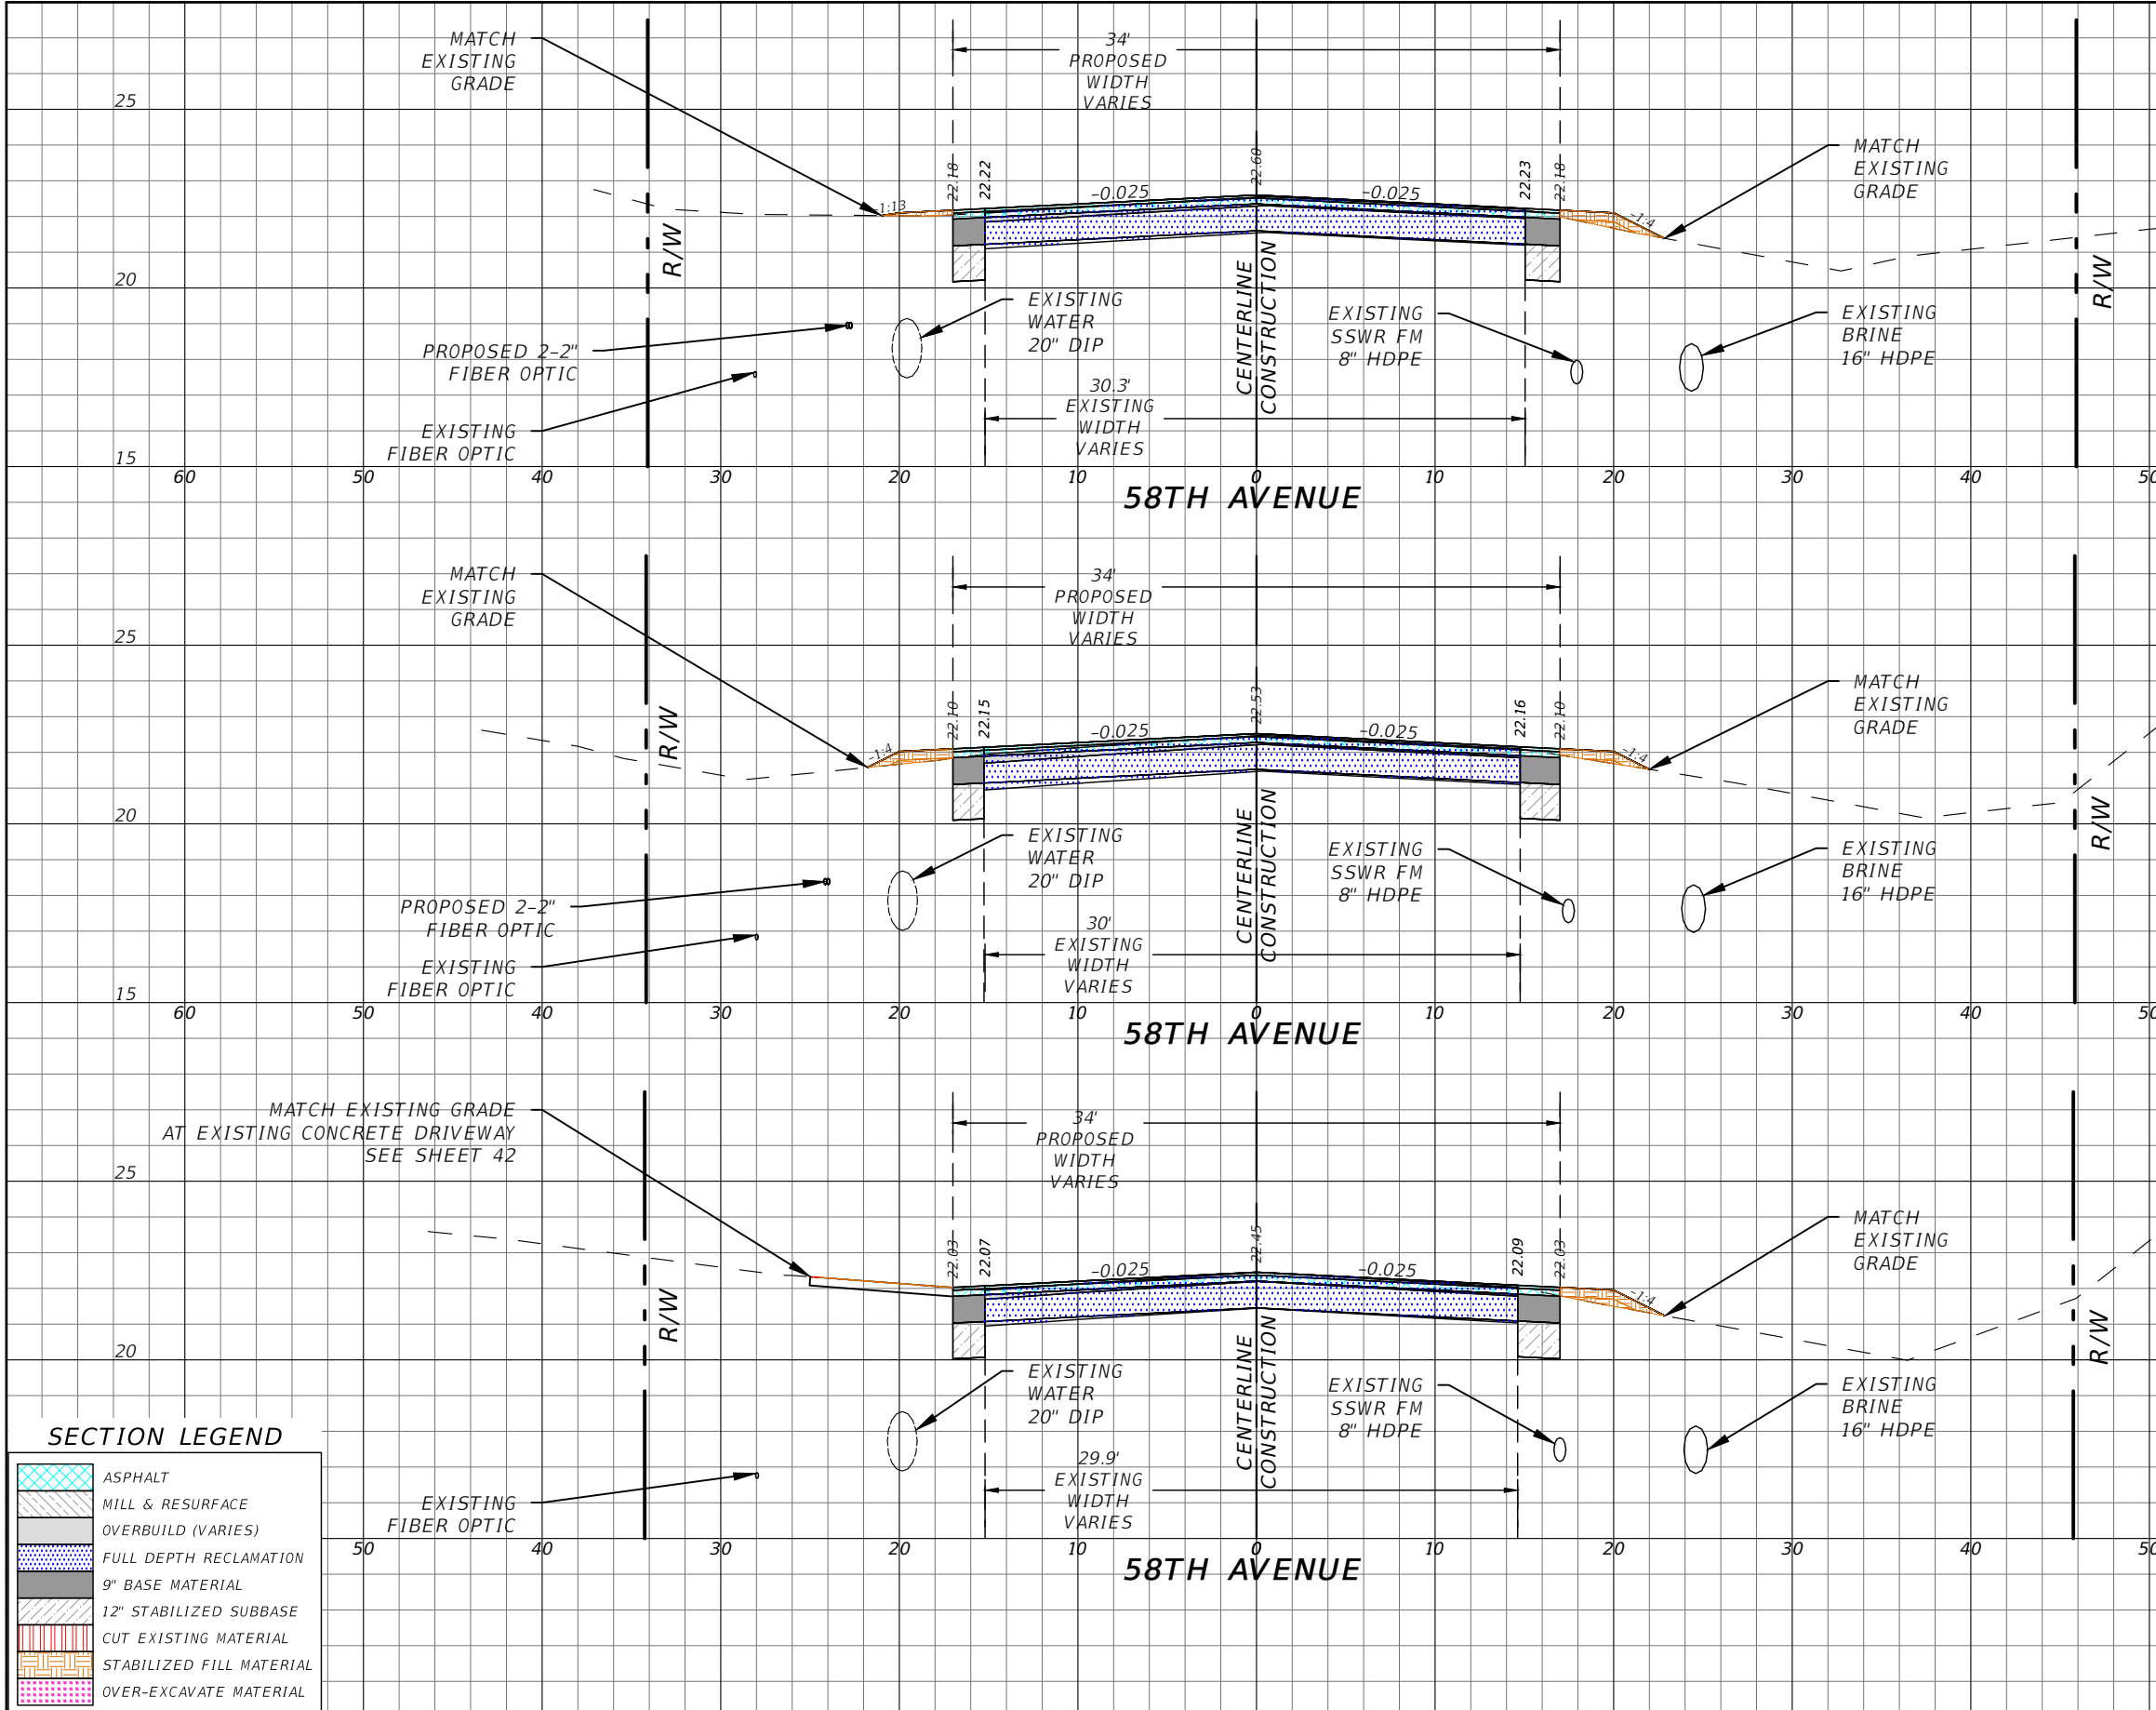 MATCH
EXISTING
GRADE
34'
PROPOSED
WIDTH
VARIES
MATCH
EXISTING
GRADE
25
22.18
22.22
-0.025
22.60
-0.025
22.23
22.18
-1:13
-1:4
R/W
R/W
20
EXISTING
WATER
20" DIP
CENTERLINE
CONSTRUCTION
EXISTING
SSWR FM
8" HDPE
EXISTING
BRINE
16" HDPE
PROPOSED 2-2"
FIBER OPTIC
30.3'
EXISTING
WIDTH
VARIES
EXISTING
FIBER OPTIC
15
60 50 40 30 20 10 0 10 20 30 40 50
58TH AVENUE
MATCH
EXISTING
GRADE
34'
PROPOSED
WIDTH
VARIES
MATCH
EXISTING
GRADE
25
22.10
22.15
-0.025
22.53
-0.025
22.16
22.10
-1:4
-1:4
R/W
R/W
20
EXISTING
WATER
20" DIP
CENTERLINE
CONSTRUCTION
EXISTING
SSWR FM
8" HDPE
EXISTING
BRINE
16" HDPE
PROPOSED 2-2"
FIBER OPTIC
30'
EXISTING
WIDTH
VARIES
EXISTING
FIBER OPTIC
15
60 50 40 30 20 10 0 10 20 30 40 50
58TH AVENUE
MATCH EXISTING GRADE
AT EXISTING CONCRETE DRIVEWAY
SEE SHEET 42
34'
PROPOSED
WIDTH
VARIES
MATCH
EXISTING
GRADE
25
22.03
22.07
-0.025
22.45
-0.025
22.09
22.03
-1:4
R/W
R/W
20
EXISTING
WATER
20" DIP
CENTERLINE
CONSTRUCTION
EXISTING
SSWR FM
8" HDPE
EXISTING
BRINE
16" HDPE
29.9'
EXISTING
WIDTH
VARIES
EXISTING
FIBER OPTIC
50 40 30 20 10 0 10 20 30 40 50
58TH AVENUE
SECTION LEGEND
ASPHALT
MILL & RESURFACE
OVERBUILD (VARIES)
FULL DEPTH RECLAMATION
9" BASE MATERIAL
12" STABILIZED SUBBASE
CUT EXISTING MATERIAL
STABILIZED FILL MATERIAL
OVER-EXCAVATE MATERIAL